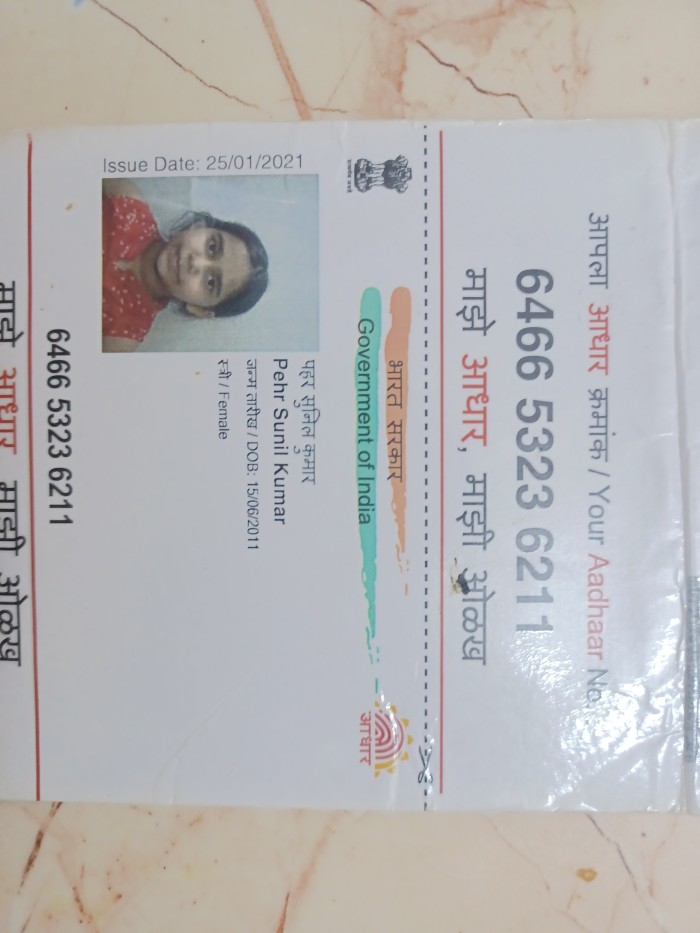 आपला आधार क्रमांक / Your Aadhaar No.
6466 5323 6211
माझे आधार, माझी ओळख
भारत सरकार
Government of India
आधार
Issue Date: 25/01/2021
पहर सुनिल कुमार
Pehr Sunil Kumar
जन्म तारीख / DOB: 15/06/2011
स्त्री / Female
6466 5323 6211
माझे आधार माझी ओळख